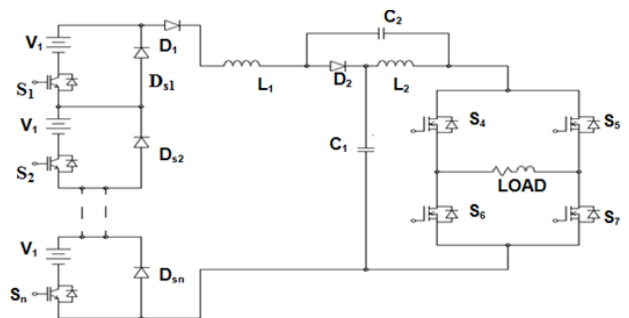 V1 D1 C2
S1 Ds1 L1 D2 L2
V1 S4 S5
S2 Ds2 C1
LOAD
V1 S6 S7
Sn Dsn